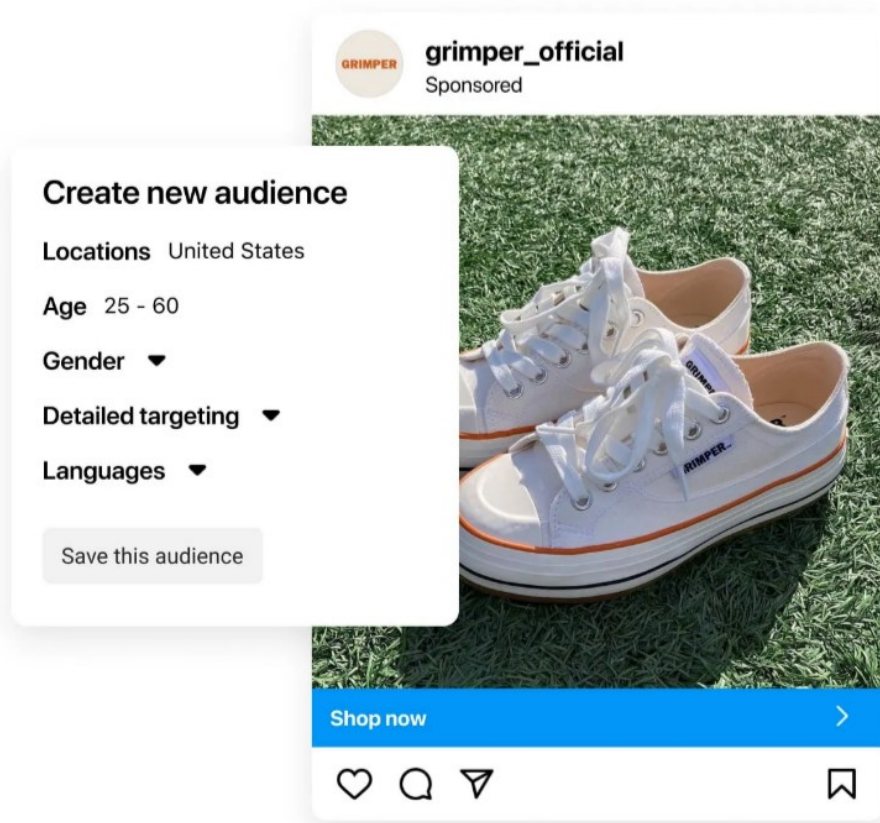 GRIMPER
grimper_official
Sponsored
Create new audience
Locations United States
Age 25 - 60
Gender
Detailed targeting
Languages
Save this audience
GRIMPER
Shop now